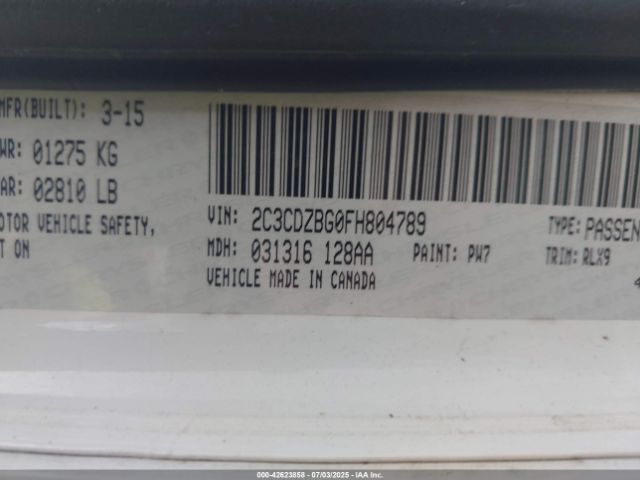 MFR(BUILT): 3-15
WR: 01275 KG
AR: 02810 LB
OTOR VEHICLE SAFETY,
T ON
VIN: 2C3CDZBG0FH804789
TYPE: PASSEN
MDH: 031316 128AA PAINT: PW7 TRIM: RLX9
VEHICLE MADE IN CANADA
4
000-42623858 - 07/03/2025 - IAA, Inc.